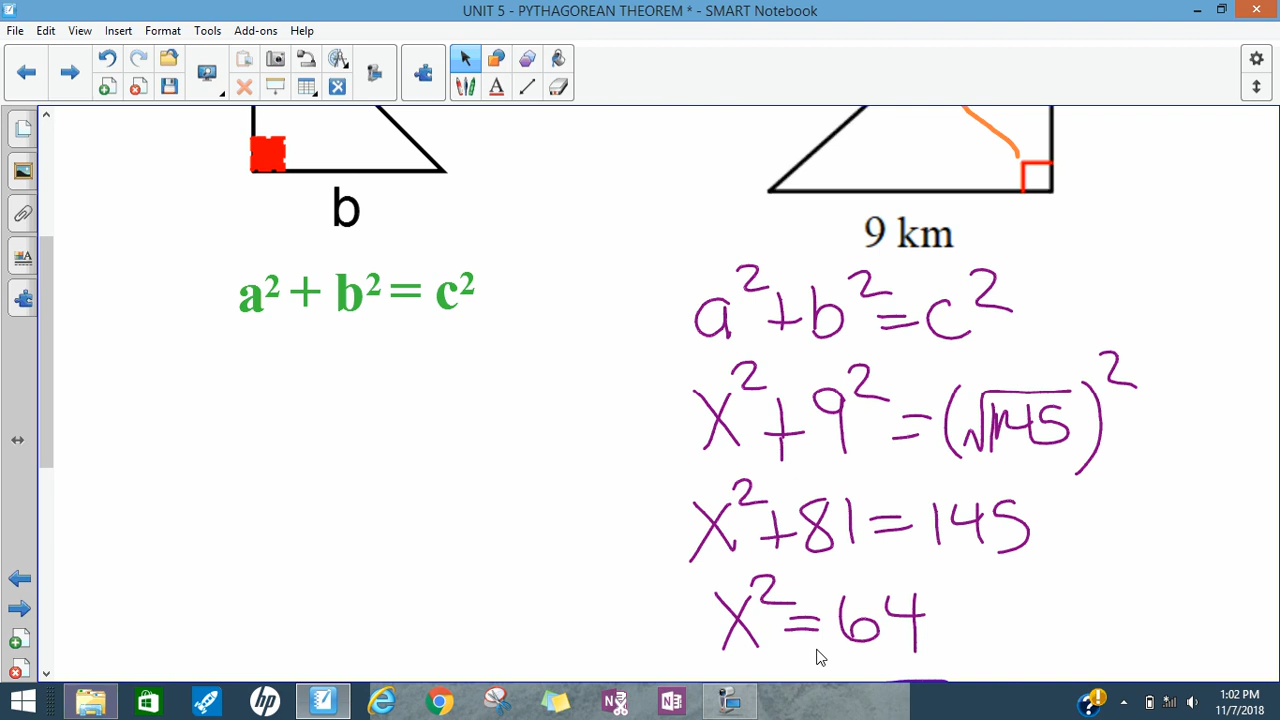 UNIT 5 - PYTHAGOREAN THEOREM * - SMART Notebook
File Edit View Insert Format Tools Add-ons Help
b
a² + b² = c²
9 km
a² + b² = c²
x² + 9² = (√145)²
x² + 81 = 145
x² = 64
1:02 PM
11/7/2018